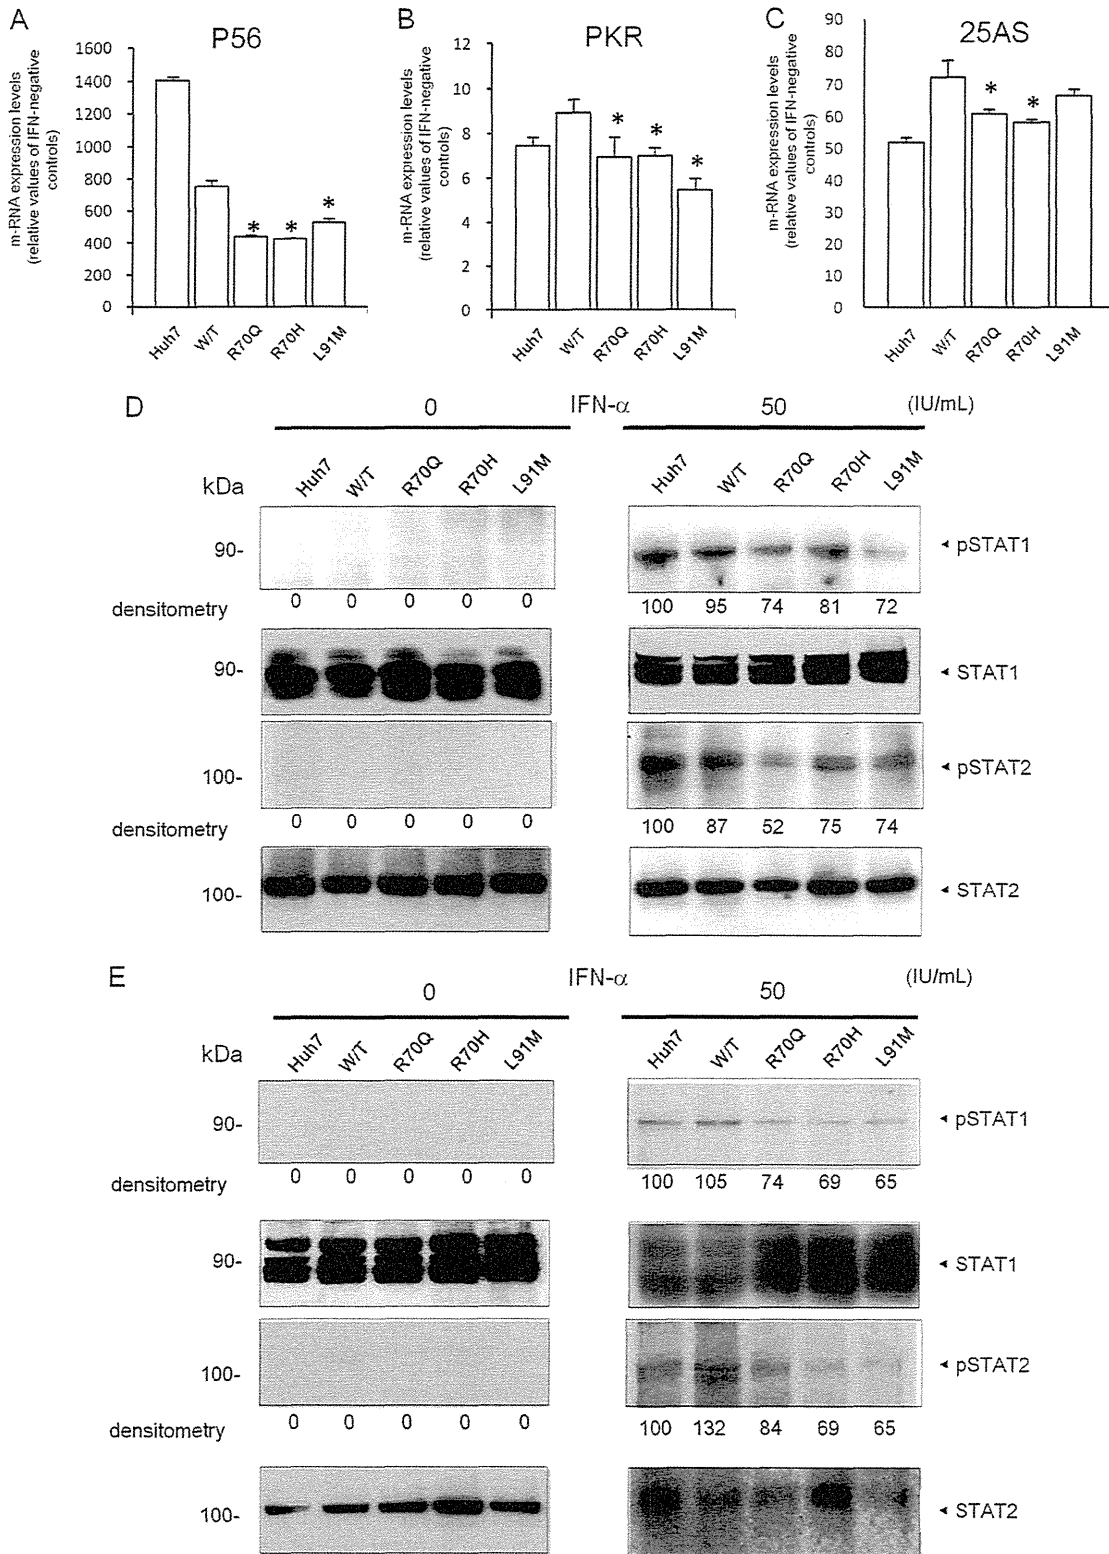 A
P56
m-RNA expression levels
(relative values of IFN-negative
controls)
1600
1400
1200
1000
800
600
400
200
0
* * *
Huh7 W/T R70Q R70H L91M
B
PKR
m-RNA expression levels
(relative values of IFN-negative
controls)
12
10
8
6
4
2
0
* * *
Huh7 W/T R70Q R70H L91M
C
25AS
m-RNA expression levels
(relative values of IFN-negative
controls)
90
80
70
60
50
40
30
20
10
0
* *
Huh7 W/T R70Q R70H L91M
D
0 IFN-α 50 (IU/mL)
kDa Huh7 W/T R70Q R70H L91M Huh7 W/T R70Q R70H L91M
90- pSTAT1
densitometry 0 0 0 0 0 100 95 74 81 72
90- STAT1
100- pSTAT2
densitometry 0 0 0 0 0 100 87 52 75 74
100- STAT2
E
0 IFN-α 50 (IU/mL)
kDa Huh7 W/T R70Q R70H L91M Huh7 W/T R70Q R70H L91M
90- pSTAT1
densitometry 0 0 0 0 0 100 105 74 69 65
90- STAT1
100- pSTAT2
densitometry 0 0 0 0 0 100 132 84 69 65
100- STAT2